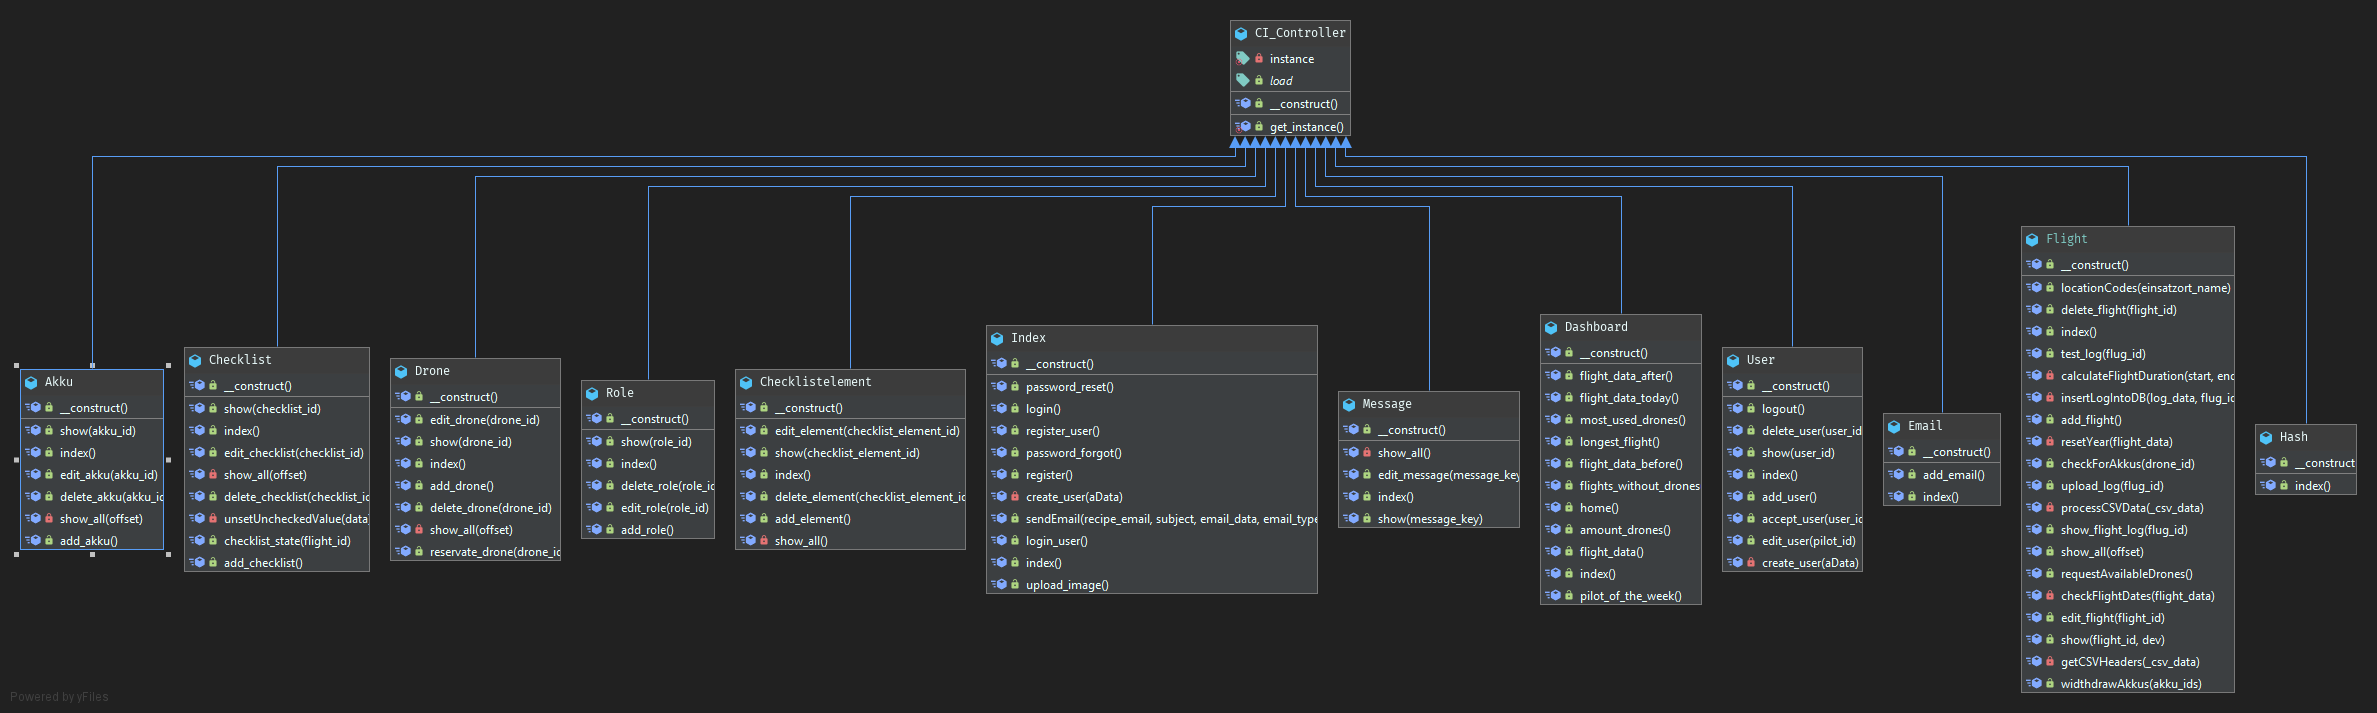 CI_Controller
instance
load
__construct()
get_instance()
Akku
__construct()
show(akku_id)
index()
edit_akku(akku_id)
delete_akku(akku_ic
show_all(offset)
add_akku()
Checklist
__construct()
show(checklist_id)
index()
edit_checklist(checklist_id)
show_all(offset)
delete_checklist(checklist_ic
unsetUncheckedValue(data
checklist_state(flight_id)
add_checklist()
Drone
__construct()
edit_drone(drone_id)
show(drone_id)
index()
add_drone()
delete_drone(drone_id)
show_all(offset)
reservate_drone(drone_ic
Role
__construct()
show(role_id)
index()
delete_role(role_ic
edit_role(role_id)
add_role()
Checklistelement
__construct()
edit_element(checklist_element_id)
show(checklist_element_id)
index()
delete_element(checklist_element_ic
add_element()
show_all()
Index
__construct()
password_reset()
login()
register_user()
password_forgot()
register()
create_user(aData)
sendEmail(recipe_email, subject, email_data, email_type
login_user()
index()
upload_image()
Message
__construct()
show_all()
edit_message(message_key
index()
show(message_key)
Dashboard
__construct()
flight_data_after()
flight_data_today()
most_used_drones()
longest_flight()
flight_data_before()
flights_without_drones
home()
amount_drones()
flight_data()
index()
pilot_of_the_week()
User
__construct()
logout()
delete_user(user_id
show(user_id)
index()
add_user()
accept_user(user_ic
edit_user(pilot_id)
create_user(aData)
Email
__construct()
add_email()
index()
Flight
__construct()
locationCodes(einsatzort_name)
delete_flight(flight_id)
index()
test_log(flug_id)
calculateFlightDuration(start, enc
insertLogIntoDB(log_data, flug_ic
add_flight()
resetYear(flight_data)
checkForAkkus(drone_id)
upload_log(flug_id)
processCSVData(_csv_data)
show_flight_log(flug_id)
show_all(offset)
requestAvailableDrones()
checkFlightDates(flight_data)
edit_flight(flight_id)
show(flight_id, dev)
getCSVHeaders(_csv_data)
widthdrawAkkus(akku_ids)
Hash
__construct
index()
Powered by yFiles